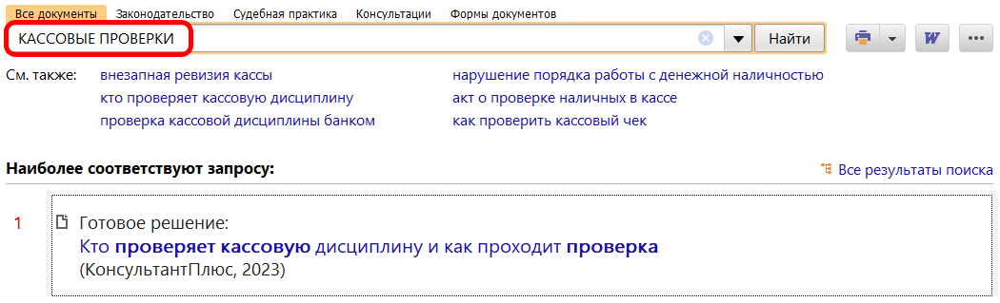 Все документы Законодательство Судебная практика Консультации Формы документов
КАССОВЫЕ ПРОВЕРКИ Найти W
См. также: внезапная ревизия кассы нарушение порядка работы с денежной наличностью
кто проверяет кассовую дисциплину акт о проверке наличных в кассе
проверка кассовой дисциплины банком как проверить кассовый чек
Наиболее соответствуют запросу: Все результаты поиска
1 Готовое решение:
Кто проверяет кассовую дисциплину и как проходит проверка
(КонсультантПлюс, 2023)